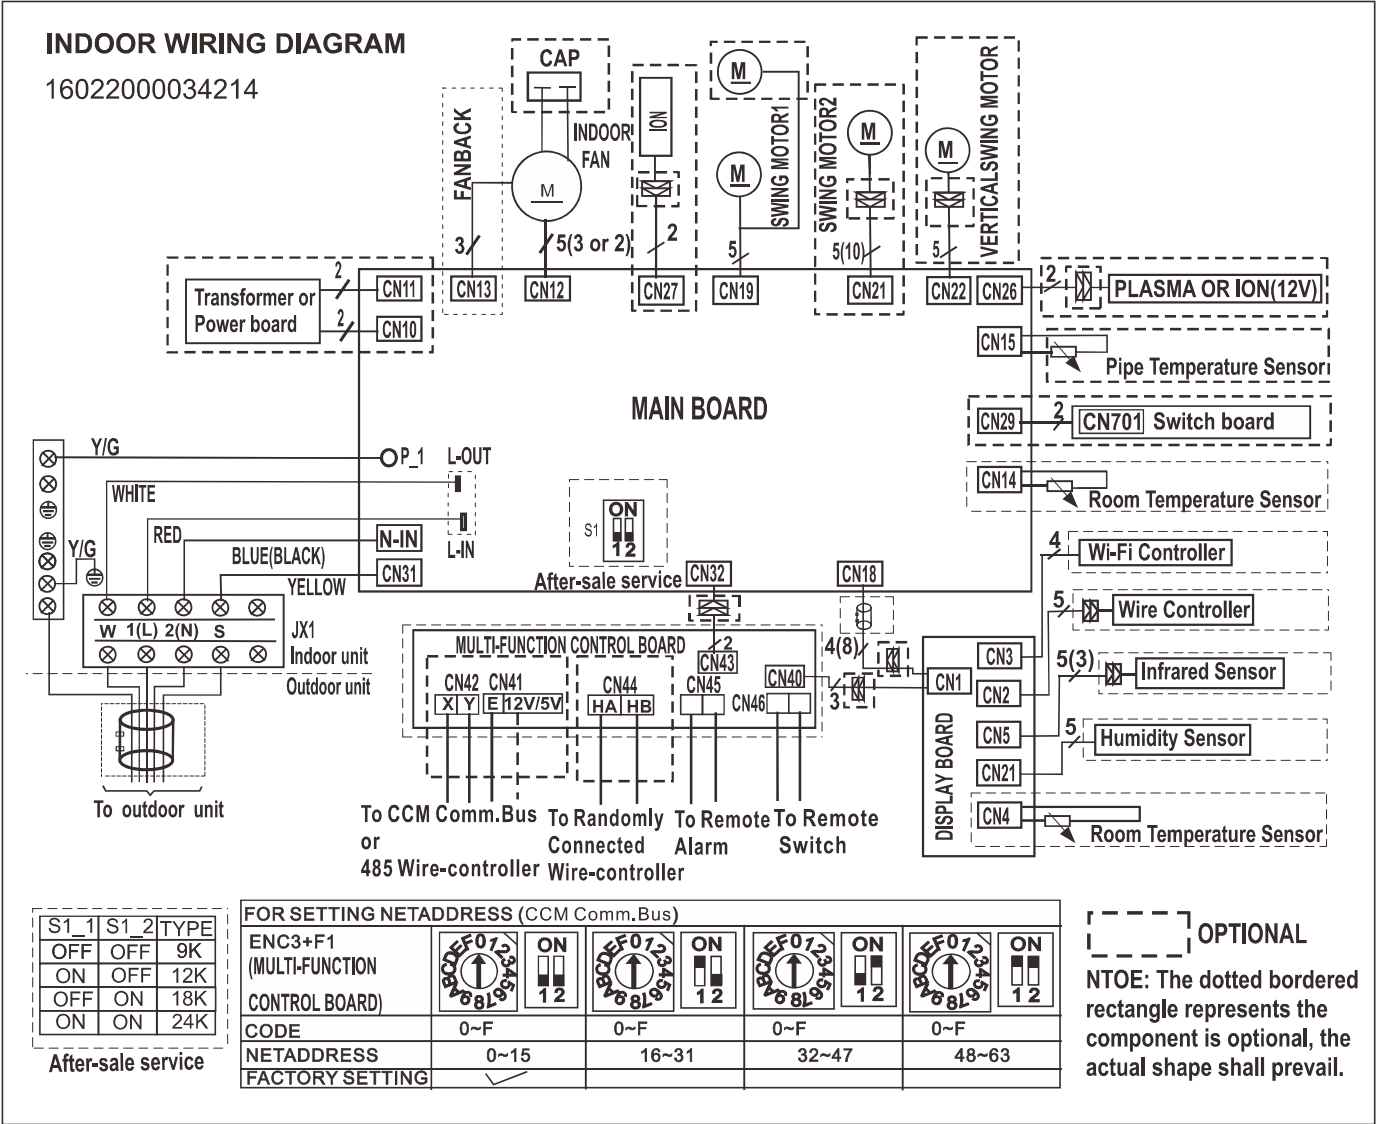 INDOOR WIRING DIAGRAM
16022000034214
CAP
INDOOR
FAN
M
FANBACK
3
5(3 or 2)
ION
2
M
M
SWING MOTOR1
5
SWING MOTOR2
M
5(10)
M
VERTICALSWING MOTOR
5
Transformer or
Power board
2
2
CN11
CN10
CN13
CN12
CN27
CN19
CN21
CN22
CN26
2
PLASMA OR ION(12V)
CN15
Pipe Temperature Sensor
MAIN BOARD
CN29
2
CN701
Switch board
CN14
Room Temperature Sensor
Y/G
P_1
L-OUT
WHITE
RED
N-IN
L-IN
Y/G
BLUE(BLACK)
CN31
YELLOW
S1
ON
1 2
After-sale service
CN32
CN18
4
Wi-Fi Controller
5
Wire Controller
5(3)
Infrared Sensor
5
Humidity Sensor
Room Temperature Sensor
W 1(L) 2(N) S
JX1
Indoor unit
Outdoor unit
To outdoor unit
MULTI-FUNCTION CONTROL BOARD
2
CN43
4(8)
CN42 CN41
X Y E 12V/5V
CN44
HA HB
CN45
CN46
CN40
3
CN1
CN3
CN2
CN5
CN21
CN4
DISPLAY BOARD
To CCM Comm.Bus
or
485 Wire-controller
To Randomly
Connected
Wire-controller
To Remote
Alarm
To Remote
Switch
S1_1 S1_2 TYPE
OFF OFF 9K
ON OFF 12K
OFF ON 18K
ON ON 24K
After-sale service
FOR SETTING NETADDRESS (CCM Comm.Bus)
ENC3+F1
(MULTI-FUNCTION
CONTROL BOARD)
0123456789ABCDEF
ON
1 2
0123456789ABCDEF
ON
1 2
0123456789ABCDEF
ON
1 2
0123456789ABCDEF
ON
1 2
CODE 0~F 0~F 0~F 0~F
NETADDRESS 0~15 16~31 32~47 48~63
FACTORY SETTING
OPTIONAL
NTOE: The dotted bordered
rectangle represents the
component is optional, the
actual shape shall prevail.